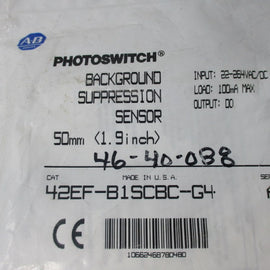 AB
PHOTOSWITCH®
BACKGROUND
SUPPRESSION
SENSOR
50mm (1.9inch)
INPUT: 22-264VAC/DC
LOAD: 100mA MAX
OUTPUT: DO
46-40-038
CAT
MADE IN U.S.A.
SER
42EF-B1SCBC-G4
A
10662468780480